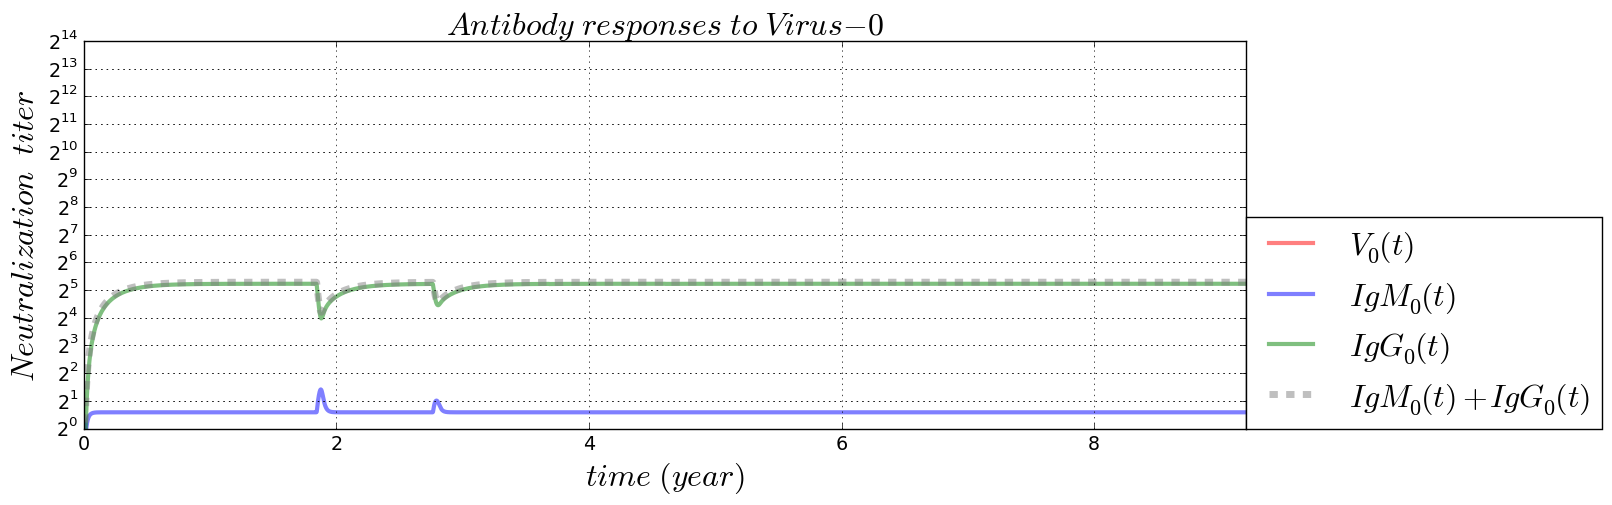 Antibody responses to Virus−0
Neutralization titer
2^14
2^13
2^12
2^11
2^10
2^9
2^8
2^7
2^6
2^5
2^4
2^3
2^2
2^1
2^0
0 2 4 6 8
time (year)
V_0(t)
IgM_0(t)
IgG_0(t)
IgM_0(t)+IgG_0(t)